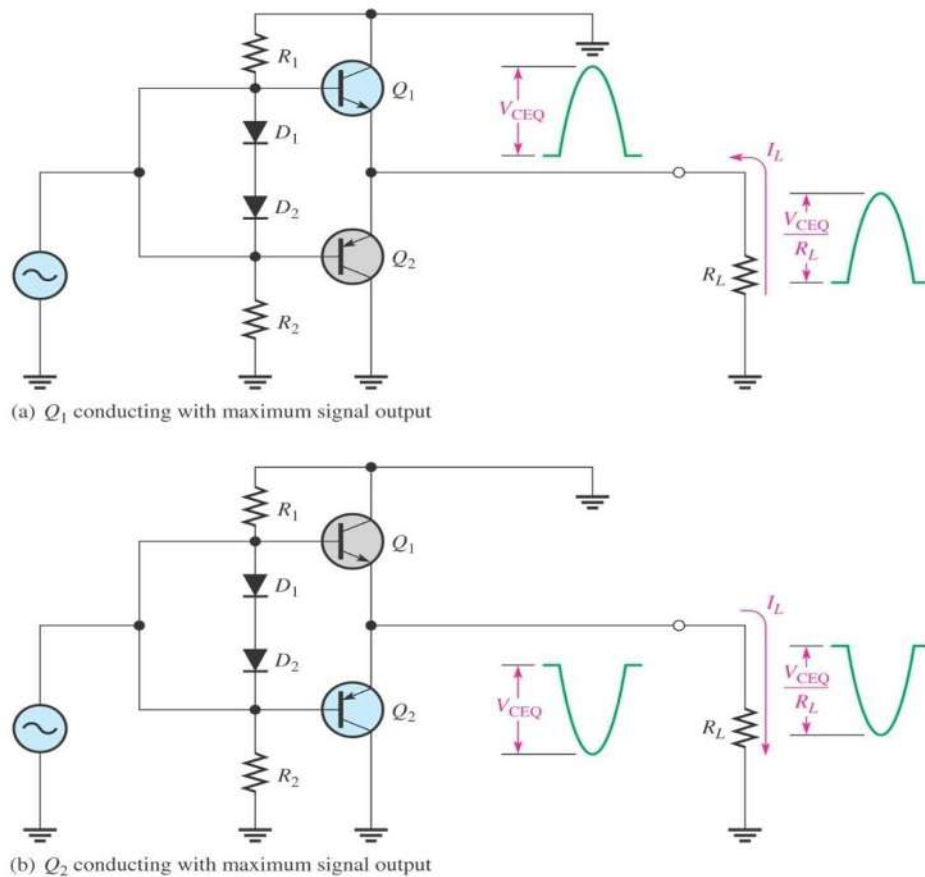 R1
Q1
VCEQ
D1
IL
D2
VCEQ
RL
Q2
RL
R2
(a) Q1 conducting with maximum signal output
R1
Q1
D1
IL
D2
VCEQ
VCEQ
RL
Q2
RL
R2
(b) Q2 conducting with maximum signal output